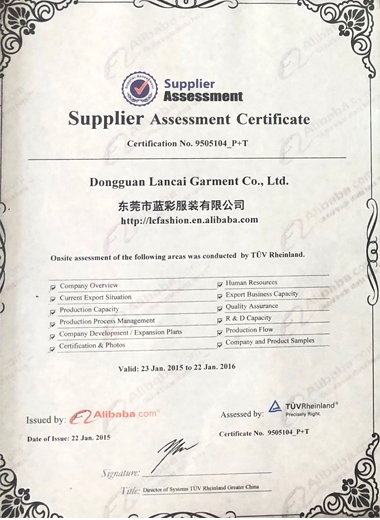 Supplier
Assessment
Supplier Assessment Certificate
Certification No. 9505104_P+T
Dongguan Lancai Garment Co., Ltd.
东莞市蓝彩服装有限公司
http://lcfashion.en.alibaba.com
Onsite assessment of the following areas was conducted by TÜV Rheinland.
Company Overview
Current Export Situation
Production Capacity
Production Process Management
Company Development / Expansion Plans
Certification & Photos
Human Resources
Export Business Capacity
Quality Assurance
R & D Capacity
Production Flow
Company and Product Samples
Valid: 23 Jan. 2015 to 22 Jan. 2016
Issued by: Alibaba.com®
Date of Issue: 22 Jan. 2015
Assessed by: TÜVRheinland®
Precisely Right.
Certificate No. 9505104_P+T
Signature:
Title: Director of Systems TÜV Rheinland Greater China